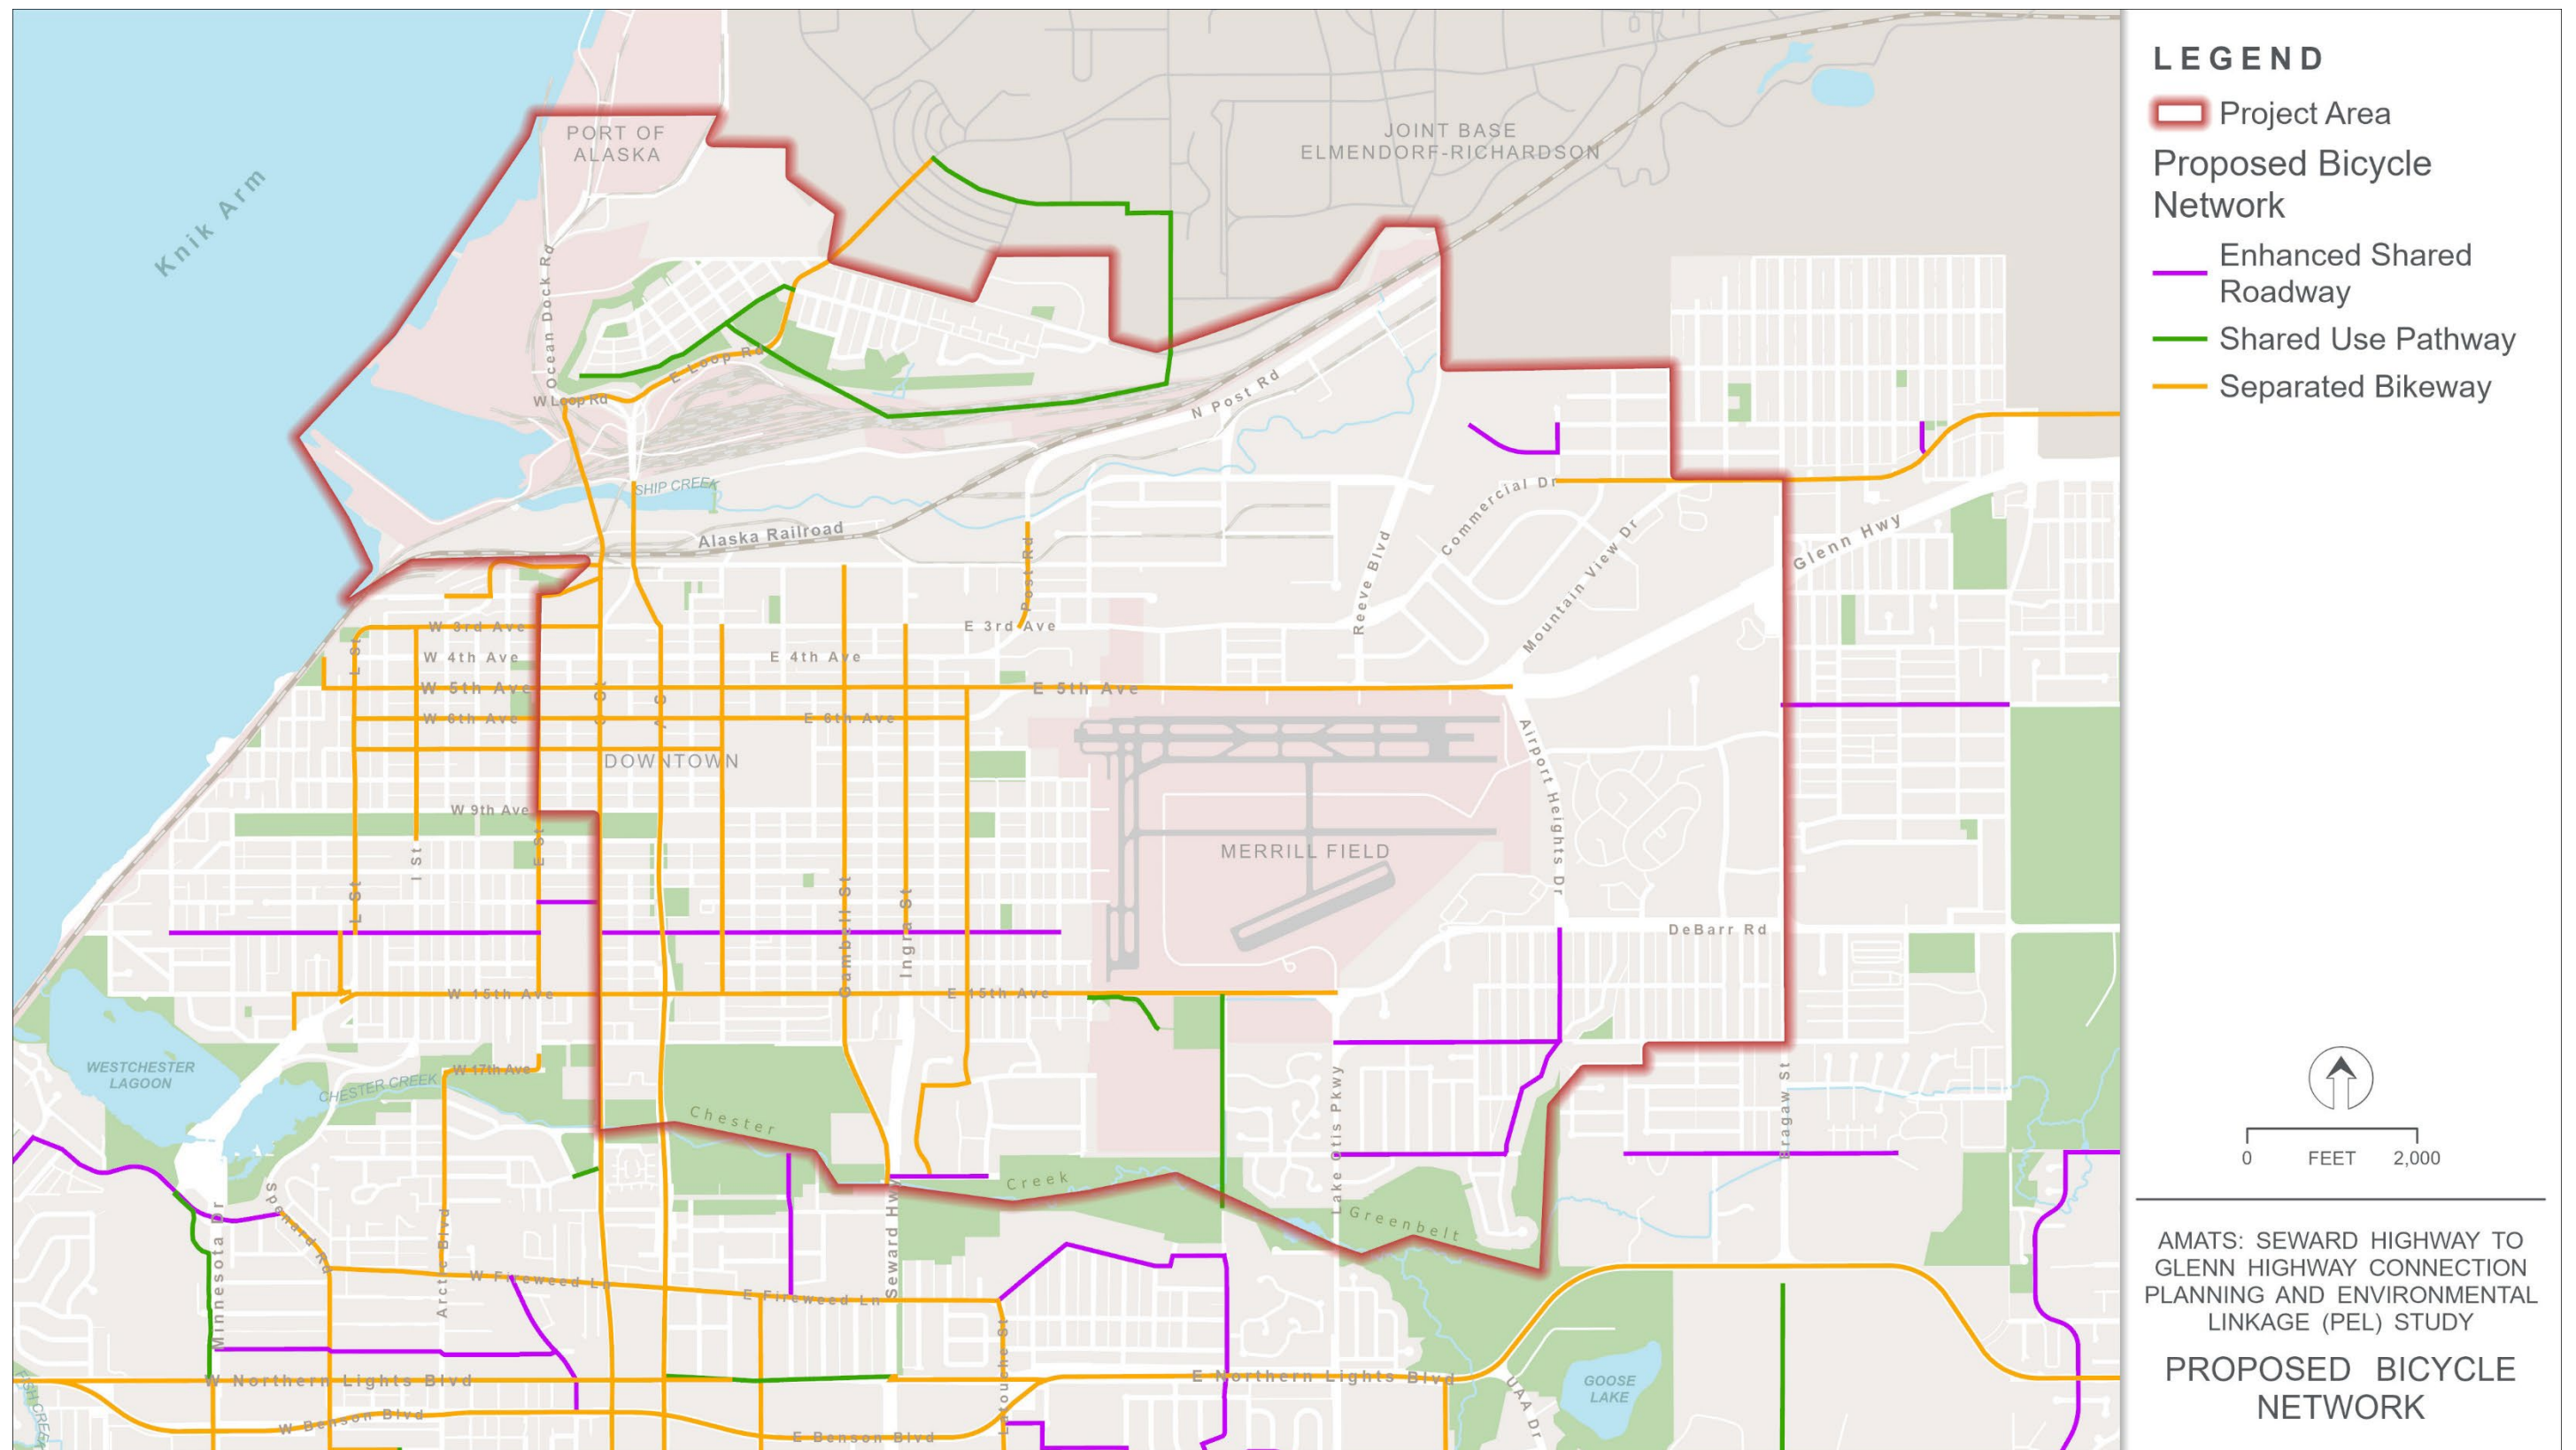 PORT OF
ALASKA
JOINT BASE
ELMENDORF-RICHARDSON
Knik Arm
Ocean Dock Rd
E Loop Rd
W Loop Rd
N Post Rd
SHIP CREEK
Alaska Railroad
Commercial Dr
Mountain View Dr
Glenn Hwy
Reeve Blvd
Post Rd
W 3rd Ave
E 3rd Ave
L St
W 4th Ave
E 4th Ave
W 5th Ave
E 5th Ave
C St
A St
W 6th Ave
E 6th Ave
DOWNTOWN
Airport Heights Dr
W 9th Ave
E St
I St
MERRILL FIELD
L St
Gambell St
Ingra St
DeBarr Rd
W 15th Ave
E 15th Ave
WESTCHESTER
LAGOON
CHESTER CREEK
W 17th Ave
Chester
Creek
Greenbelt
Lake Otis Pkwy
Bragaw St
Minnesota Dr
Spenard Rd
Arctic Blvd
W Fireweed Ln
E Fireweed Ln
Seward Hwy
Latouche St
W Northern Lights Blvd
E Northern Lights Blvd
W Benson Blvd
E Benson Blvd
FISH CREEK
UAA Dr
GOOSE
LAKE
LEGEND
Project Area
Proposed Bicycle
Network
Enhanced Shared
Roadway
Shared Use Pathway
Separated Bikeway
0 FEET 2,000
AMATS: SEWARD HIGHWAY TO
GLENN HIGHWAY CONNECTION
PLANNING AND ENVIRONMENTAL
LINKAGE (PEL) STUDY
PROPOSED BICYCLE
NETWORK